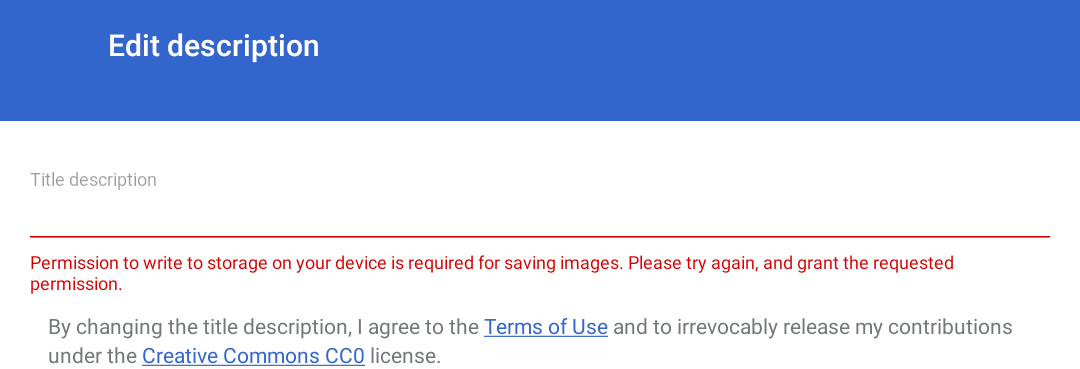 Edit description
Title description
Permission to write to storage on your device is required for saving images. Please try again, and grant the requested
permission.
By changing the title description, I agree to the Terms of Use and to irrevocably release my contributions
under the Creative Commons CC0 license.